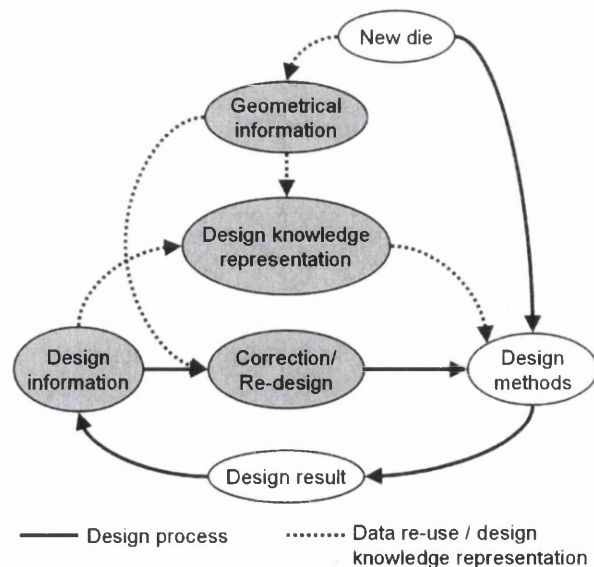 New die
Geometrical
information
Design knowledge
representation
Design
information
Correction/
Re-design
Design
methods
Design result
Design process
Data re-use / design
knowledge representation